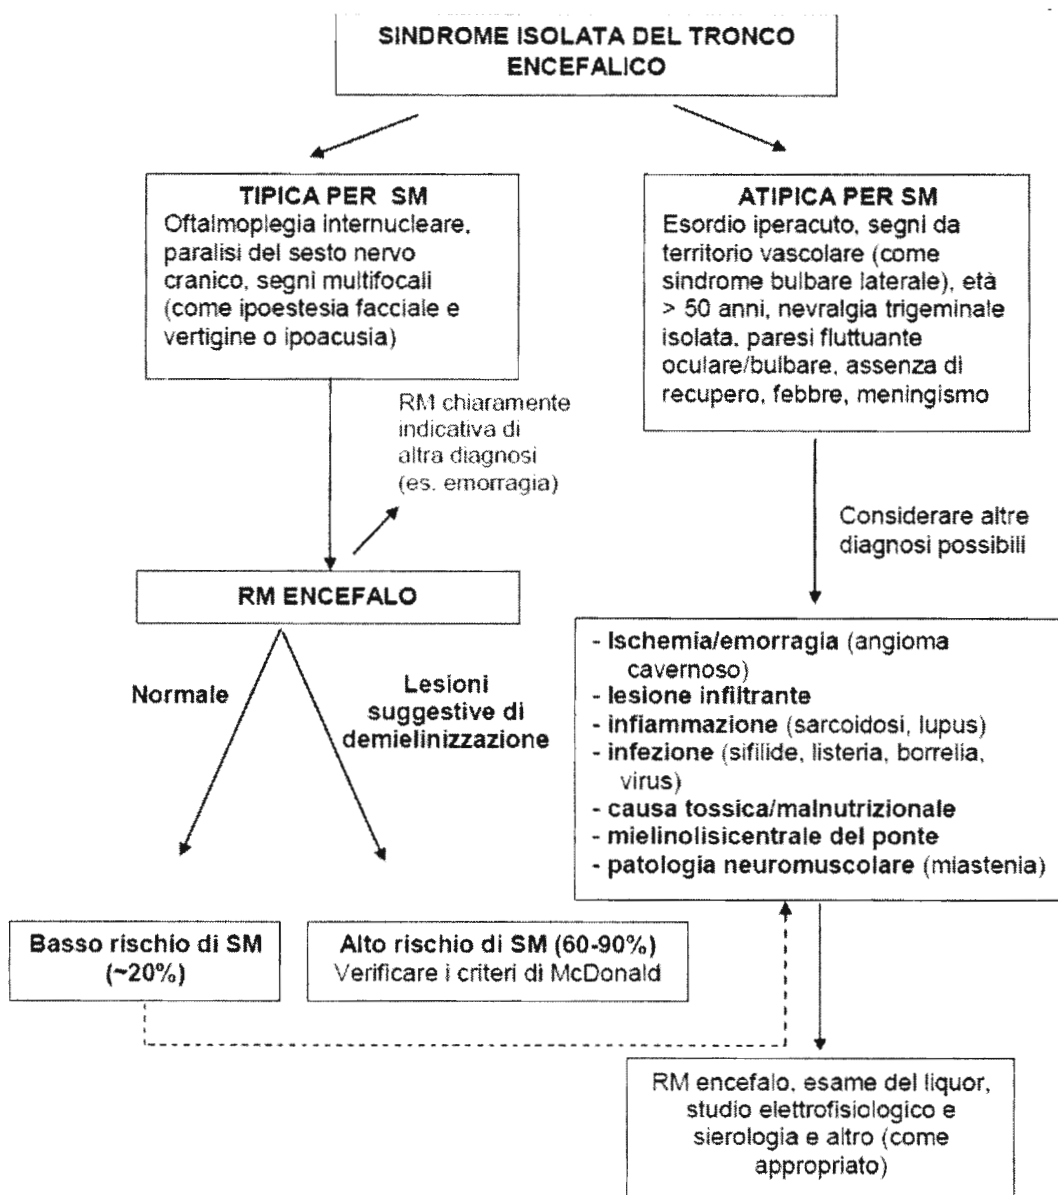 SINDROME ISOLATA DEL TRONCO
ENCEFALICO
TIPICA PER SM
Oftalmoplegia internucleare,
paralisi del sesto nervo
cranico, segni multifocali
(come ipoestesia facciale e
vertigine o ipoacusia)
ATIPICA PER SM
Esordio iperacuto, segni da
territorio vascolare (come
sindrome bulbare laterale), età
> 50 anni, nevralgia trigeminale
isolata, paresi fluttuante
oculare/bulbare, assenza di
recupero, febbre, meningismo
RM chiaramente
indicativa di
altra diagnosi
(es. emorragia)
Considerare altre
diagnosi possibili
RM ENCEFALO
Normale
Lesioni
suggestive di
demielinizzazione
- Ischemia/emorragia (angioma
cavernoso)
- lesione infiltrante
- infiammazione (sarcoidosi, lupus)
- infezione (sifilide, listeria, borrelia,
virus)
- causa tossica/malnutrizionale
- mielinolisicentrale del ponte
- patologia neuromuscolare (miastenia)
Basso rischio di SM
(~20%)
Alto rischio di SM (60-90%)
Verificare i criteri di McDonald
RM encefalo, esame del liquor,
studio elettrofisiologico e
sierologia e altro (come
appropriato)